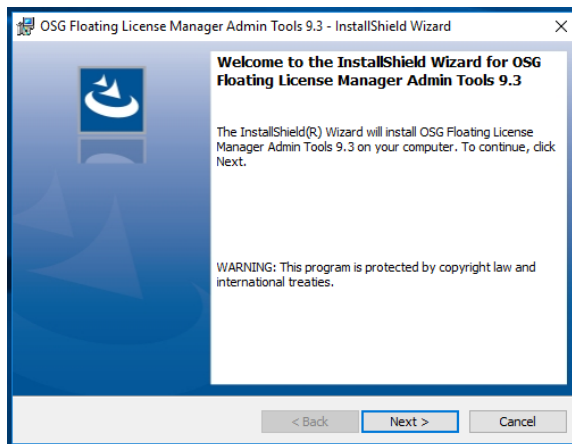 OSG Floating License Manager Admin Tools 9.3 - InstallShield Wizard
Welcome to the InstallShield Wizard for OSG
Floating License Manager Admin Tools 9.3
The InstallShield(R) Wizard will install OSG Floating License
Manager Admin Tools 9.3 on your computer. To continue, click
Next.
WARNING: This program is protected by copyright law and
international treaties.
< Back
Next >
Cancel